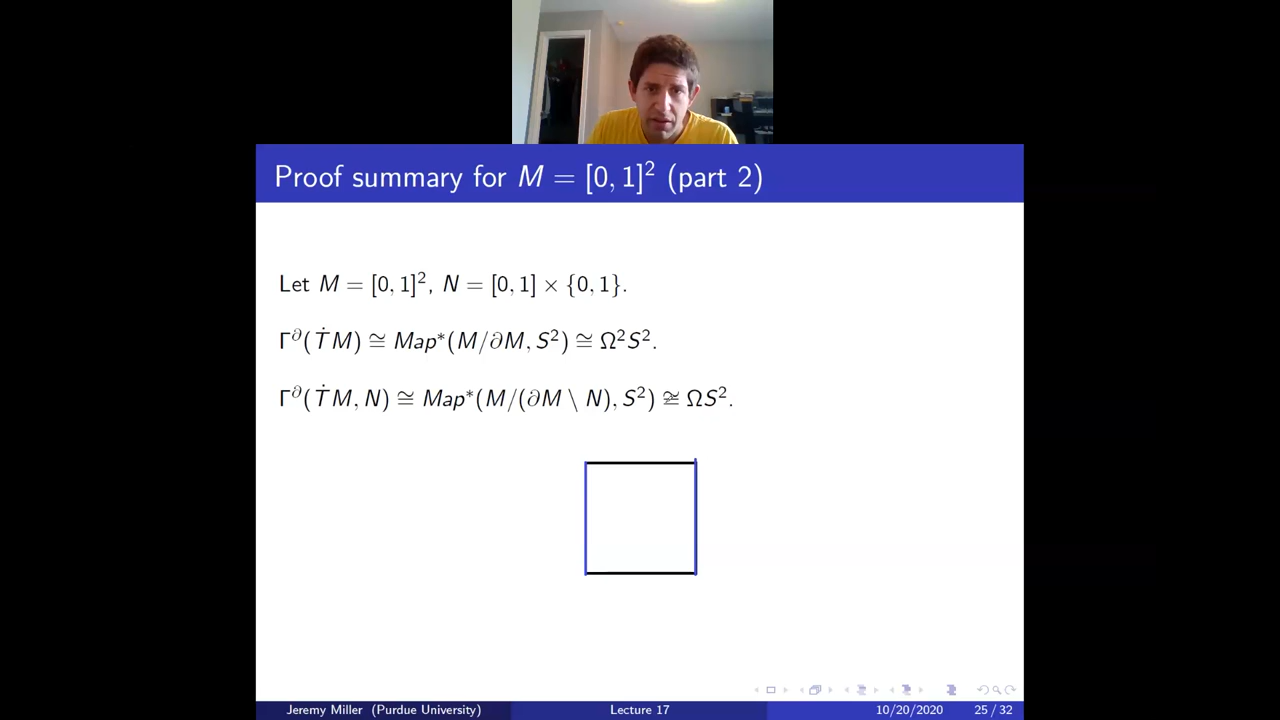 Proof summary for M = [0, 1]² (part 2)
Let M = [0, 1]², N = [0, 1] × {0, 1}.
Γ^∂(ṪM) ≅ Map*(M/∂M, S²) ≅ Ω²S².
Γ^∂(ṪM, N) ≅ Map*(M/(∂M \ N), S²) ≅ ΩS².
Jeremy Miller (Purdue University) Lecture 17 10/20/2020 25 / 32